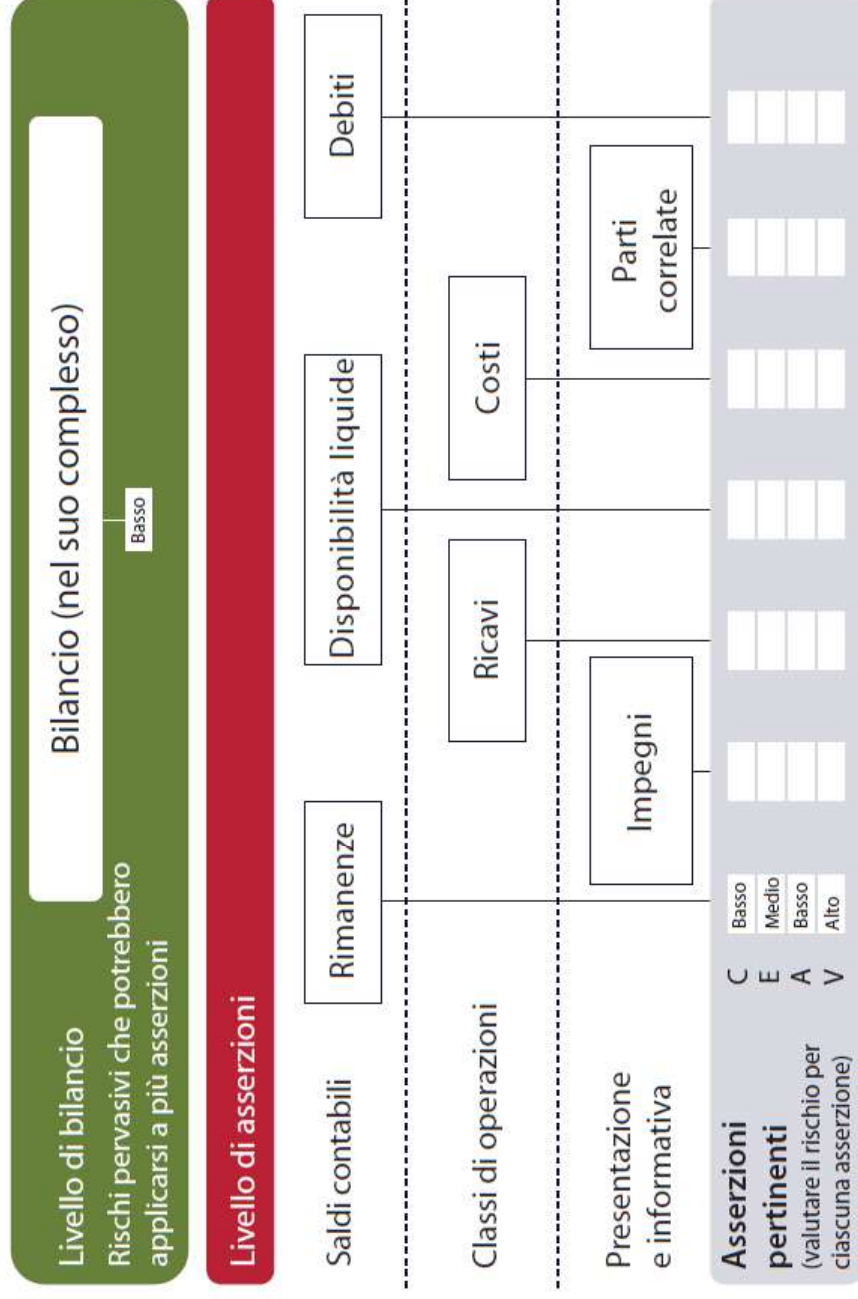 Livello di bilancio
Rischi pervasivi che potrebbero
applicarsi a più asserzioni
Bilancio (nel suo complesso)
Basso
Livello di asserzioni
Saldi contabili
Rimanenze
Disponibilità liquide
Debiti
Classi di operazioni
Ricavi
Costi
Presentazione
e informativa
Impegni
Parti
correlate
Asserzioni
pertinenti
(valutare il rischio per
ciascuna asserzione)
C Basso
E Medio
A Basso
V Alto